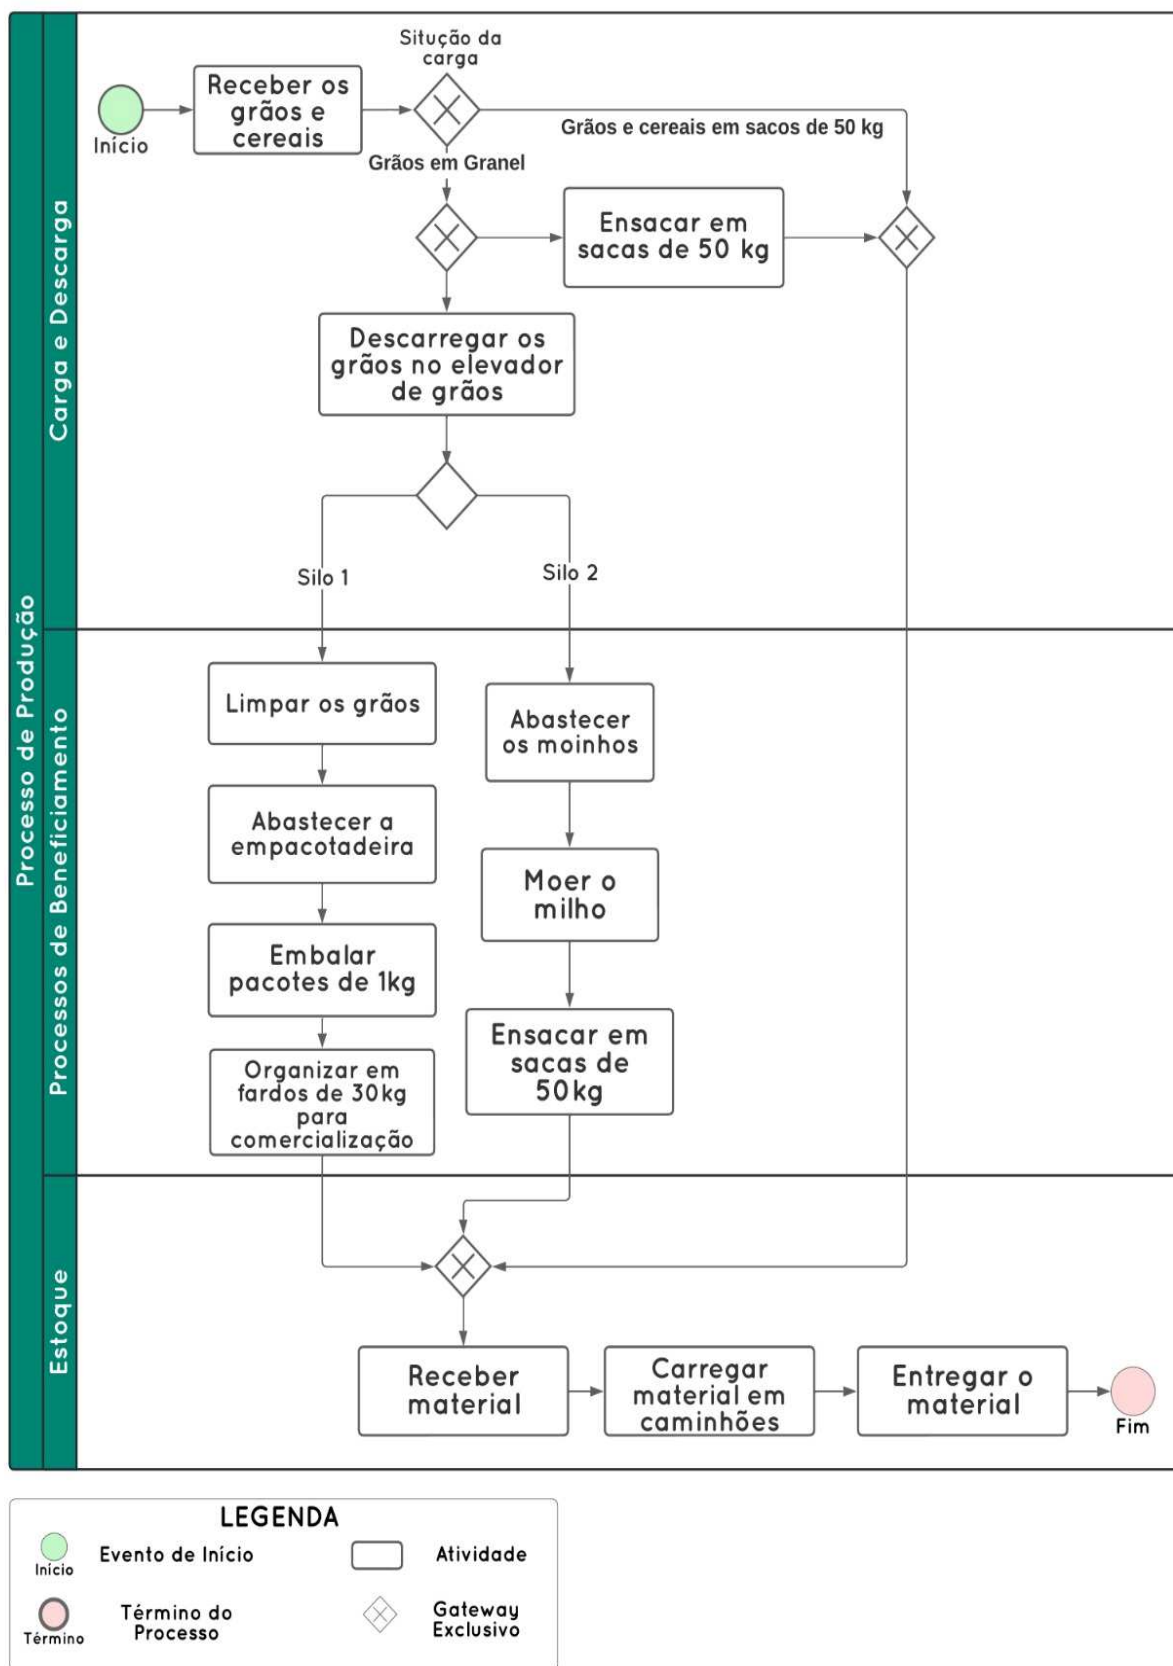 Processo de Produção
Carga e Descarga
Início
Receber os
grãos e
cereais
Situção da
carga
Grãos e cereais em sacos de 50 kg
Grãos em Granel
Ensacar em
sacas de 50 kg
Descarregar os
grãos no elevador
de grãos
Silo 1
Silo 2
Processos de Beneficiamento
Limpar os grãos
Abastecer a
empacotadeira
Embalar
pacotes de 1kg
Organizar em
fardos de 30kg
para
comercialização
Abastecer
os moinhos
Moer o
milho
Ensacar em
sacas de
50kg
Estoque
Receber
material
Carregar
material em
caminhões
Entregar o
material
Fim
LEGENDA
Início
Evento de Início
Atividade
Término
Término do
Processo
Gateway
Exclusivo